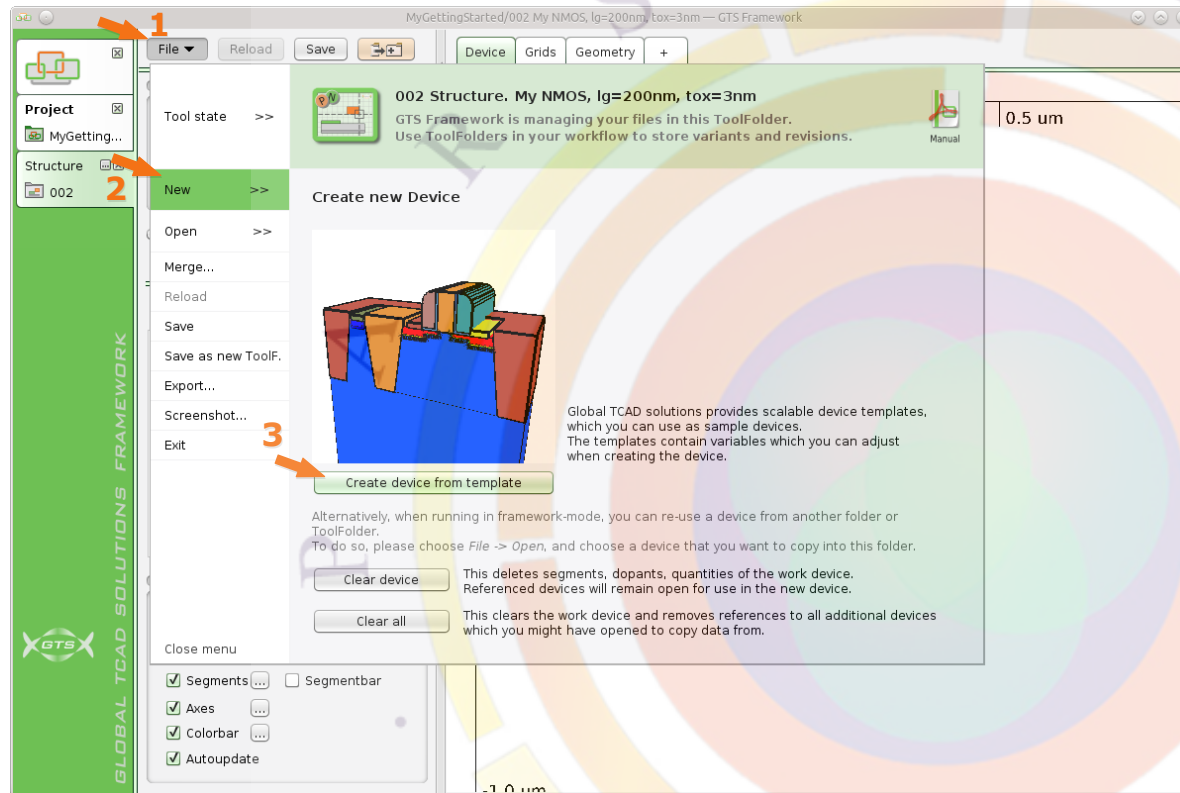 MyGettingStarted/002 My NMOS, lg=200nm, tox=3nm — GTS Framework
1
File Reload Save Device Grids Geometry +
Project
MyGetting...
Structure ...
002
2
Tool state >>
New >>
Open >>
Merge...
Reload
Save
Save as new ToolF.
Export...
Screenshot...
Exit
Close menu
PN
002 Structure. My NMOS, lg=200nm, tox=3nm
GTS Framework is managing your files in this ToolFolder.
Use ToolFolders in your workflow to store variants and revisions.
Manual
0.5 um
Create new Device
Global TCAD solutions provides scalable device templates,
which you can use as sample devices.
The templates contain variables which you can adjust
when creating the device.
3
Create device from template
Alternatively, when running in framework-mode, you can re-use a device from another folder or
ToolFolder.
To do so, please choose File -> Open, and choose a device that you want to copy into this folder.
Clear device
This deletes segments, dopants, quantities of the work device.
Referenced devices will remain open for use in the new device.
Clear all
This clears the work device and removes references to all additional devices
which you might have opened to copy data from.
Segments ... Segmentbar
Axes ...
Colorbar ...
Autoupdate
-1.0 um
GTS
GLOBAL TCAD SOLUTIONS FRAMEWORK